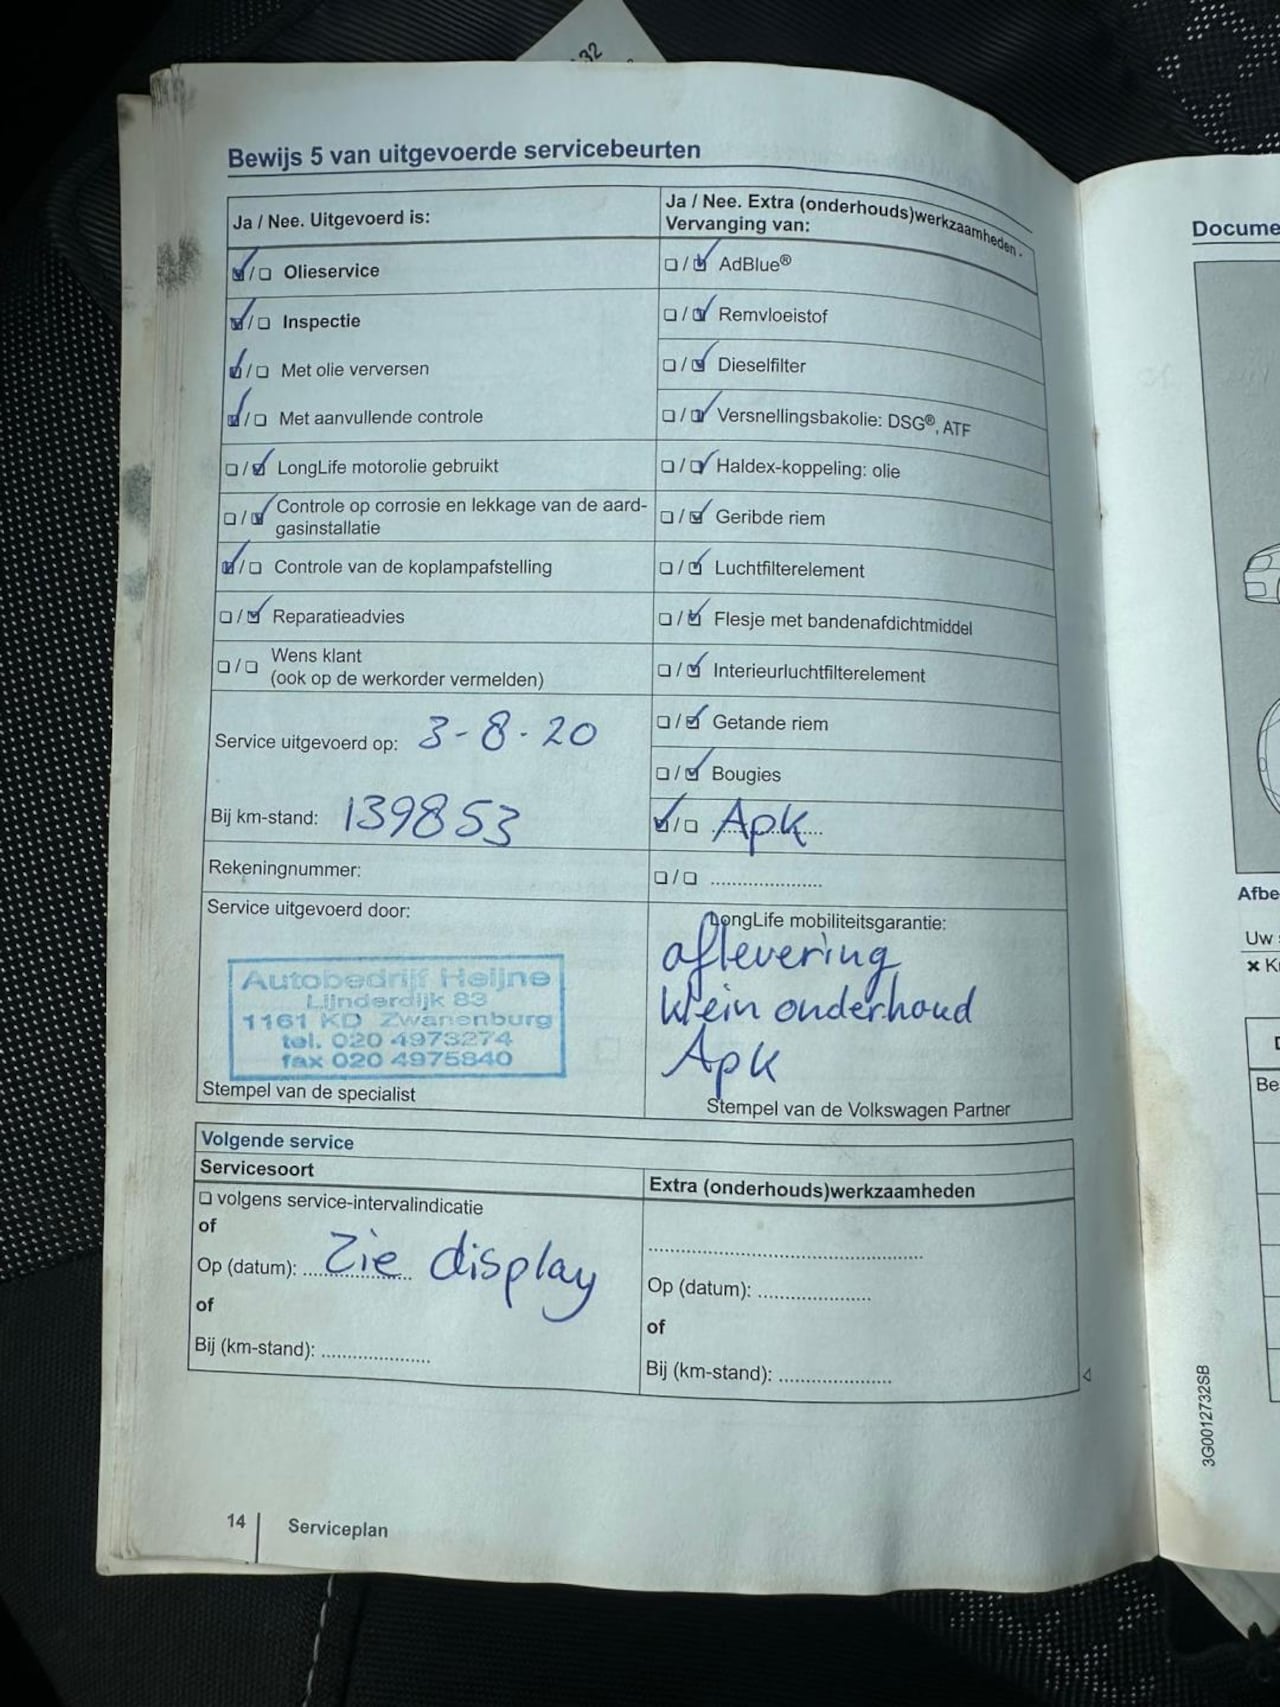 32
Bewijs 5 van uitgevoerde servicebeurten
Ja / Nee. Uitgevoerd is:
Olieservice
Inspectie
Met olie verversen
Met aanvullende controle
LongLife motorolie gebruikt
Controle op corrosie en lekkage van de aard-
gasinstallatie
Controle van de koplampafstelling
Reparatieadvies
Wens klant
(ook op de werkorder vermelden)
Service uitgevoerd op: 3-8-20
Bij km-stand: 139853
Rekeningnummer:
Service uitgevoerd door:
Autobedrijf Heijne
Lijnderdijk 83
1161 KD Zwanenburg
tel. 020 4973274
fax 020 4975840
Stempel van de specialist
Ja / Nee. Extra (onderhouds)werkzaamheden -
Vervanging van:
AdBlue®
Remvloeistof
Dieselfilter
Versnellingsbakolie: DSG®, ATF
Haldex-koppeling: olie
Geribde riem
Luchtfilterelement
Flesje met bandenafdichtmiddel
Interieurluchtfilterelement
Getande riem
Bougies
Apk
LongLife mobiliteitsgarantie:
aflevering
klein onderhoud
Apk
Stempel van de Volkswagen Partner
Volgende service
Servicesoort
volgens service-intervalindicatie
of
Op (datum): Zie display
of
Bij (km-stand): ....................
Extra (onderhouds)werkzaamheden
Op (datum): ....................
of
Bij (km-stand): ....................
14 Serviceplan
3G0012732SB
Docume
Afbe
Uw
× K
Be